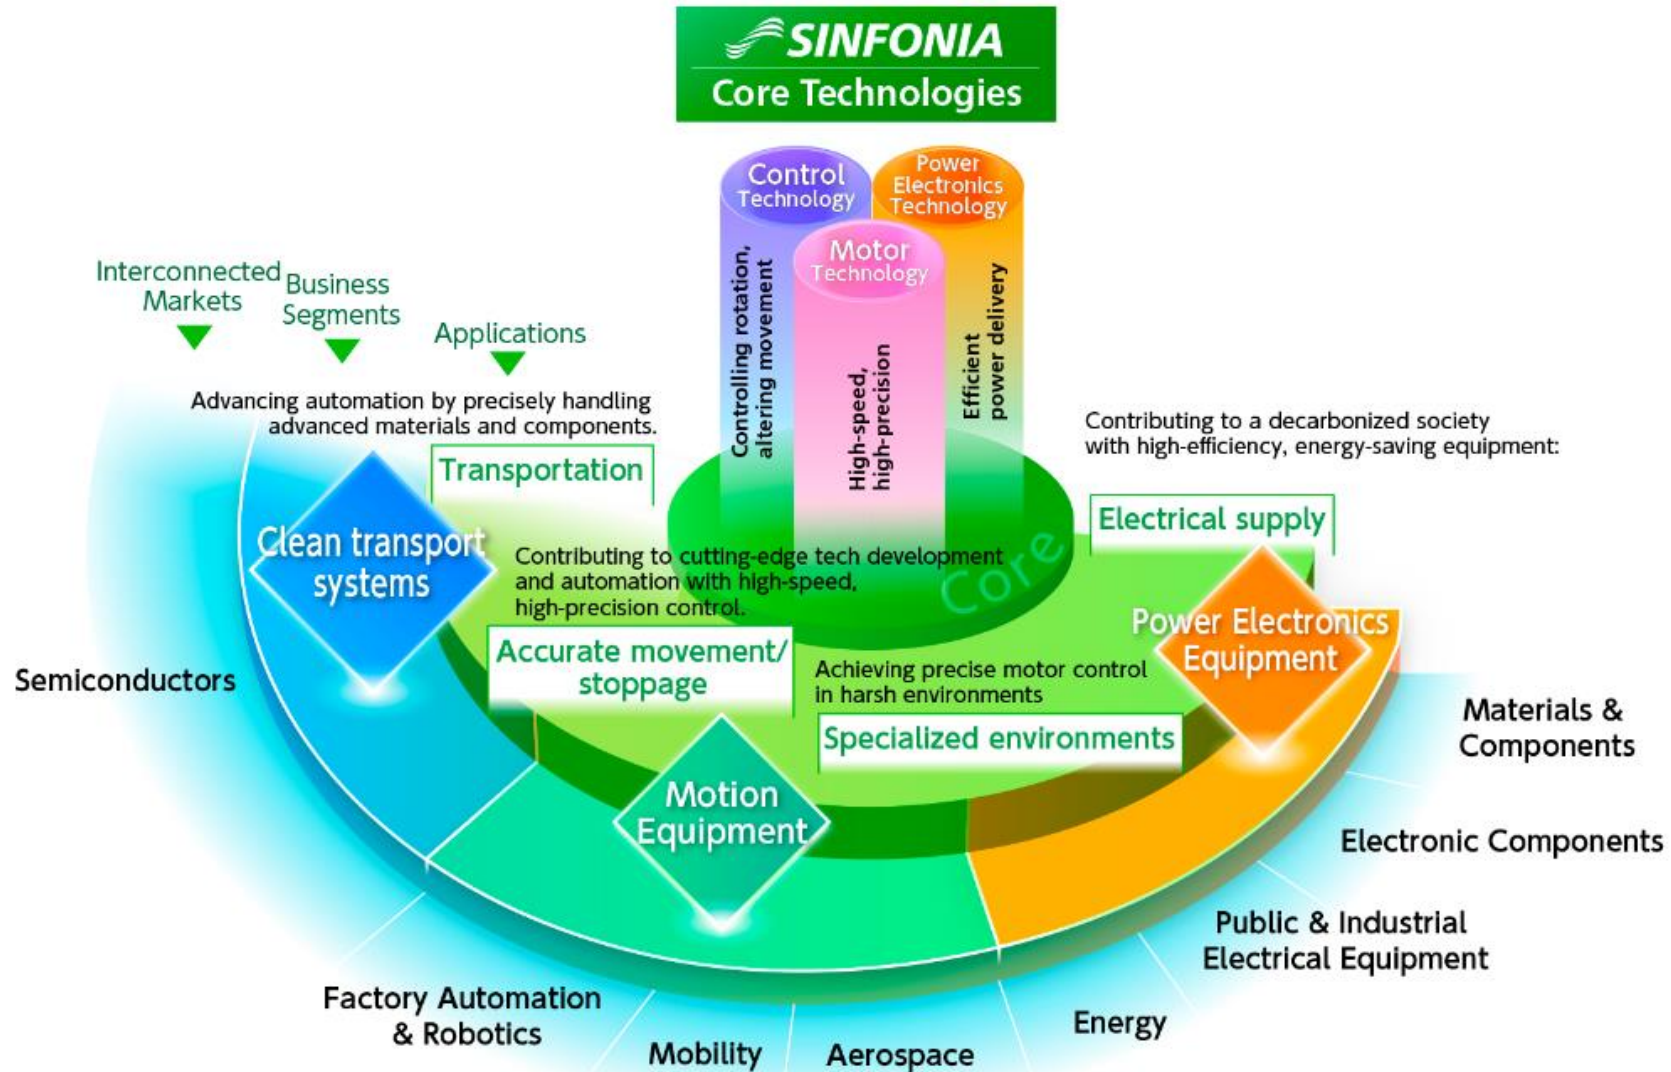 SINFONIA
Core Technologies
Control
Technology
Power
Electronics
Technology
Motor
Technology
Controlling rotation,
altering movement
High-speed,
high-precision
Efficient
power delivery
Core
Interconnected
Markets
Business
Segments
Applications
Advancing automation by precisely handling
advanced materials and components.
Transportation
Clean transport
systems
Contributing to cutting-edge tech development
and automation with high-speed,
high-precision control.
Accurate movement/
stoppage
Motion
Equipment
Achieving precise motor control
in harsh environments
Specialized environments
Contributing to a decarbonized society
with high-efficiency, energy-saving equipment:
Electrical supply
Power Electronics
Equipment
Semiconductors
Factory Automation
& Robotics
Mobility
Aerospace
Energy
Public & Industrial
Electrical Equipment
Electronic Components
Materials &
Components